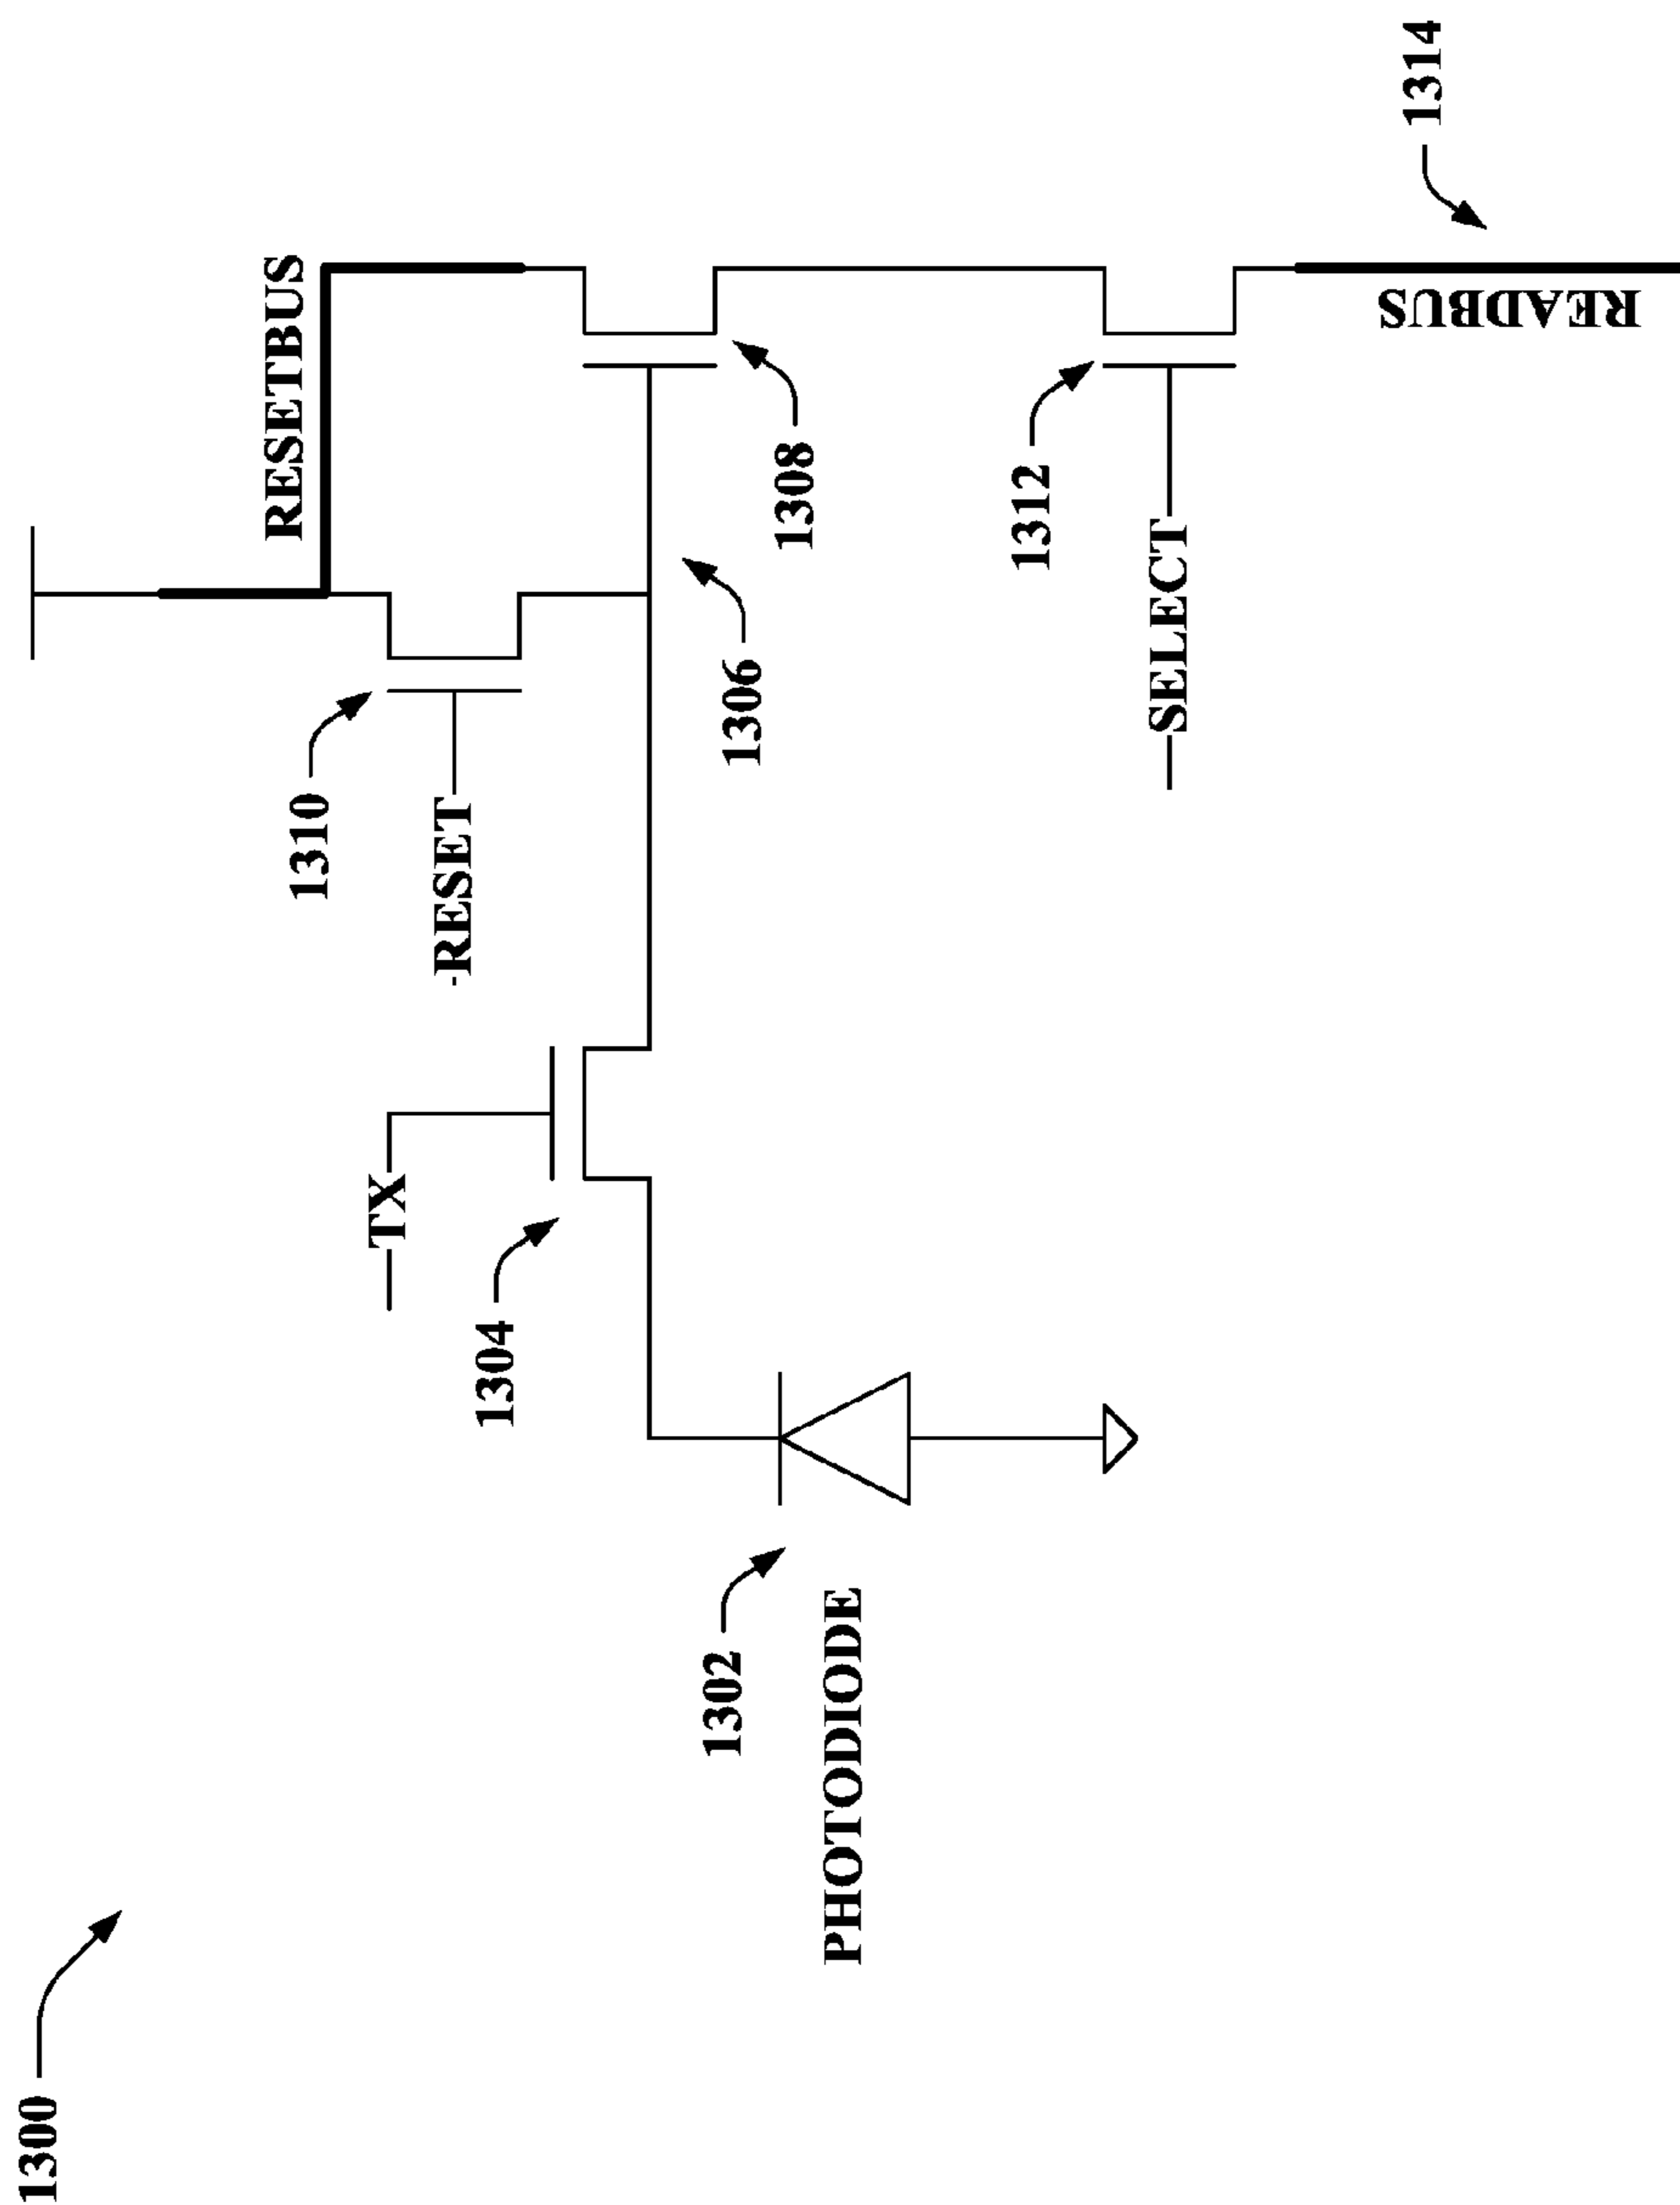 1300
RESETBUS
1310
RESET
TX
1304
1306
1308
1312
SELECT
1314
READBUS
1302
PHOTODIODE